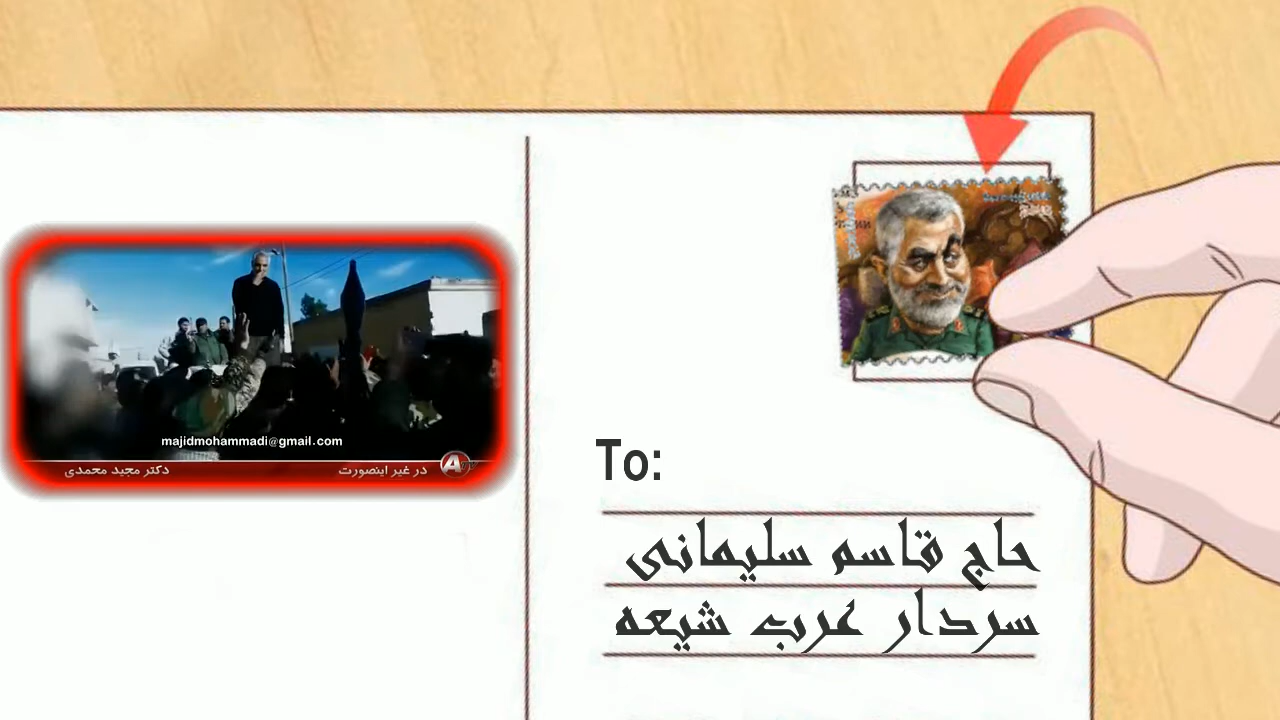 majidmohammadi@gmail.com
در غیر اینصورت
دکتر مجید محمدی
To:
حاج قاسم سلیمانی
سردار عرب شیعه